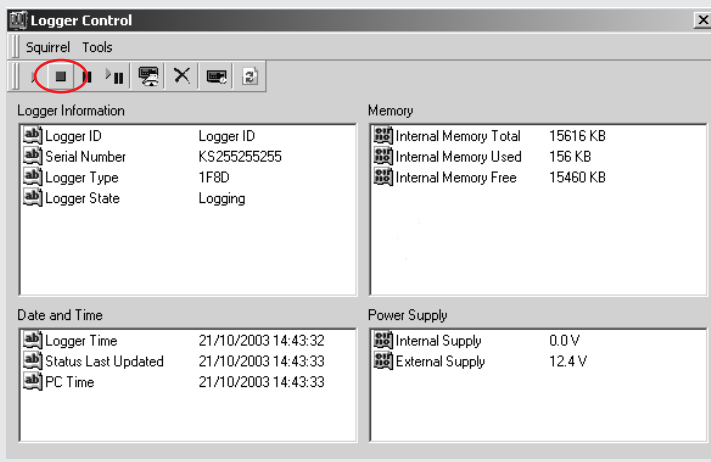 Logger Control
Squirrel Tools
Logger Information
Logger ID Logger ID
Serial Number KS255255255
Logger Type 1F8D
Logger State Logging
Memory
Internal Memory Total 15616 KB
Internal Memory Used 156 KB
Internal Memory Free 15460 KB
Date and Time
Logger Time 21/10/2003 14:43:32
Status Last Updated 21/10/2003 14:43:33
PC Time 21/10/2003 14:43:33
Power Supply
Internal Supply 0.0 V
External Supply 12.4 V